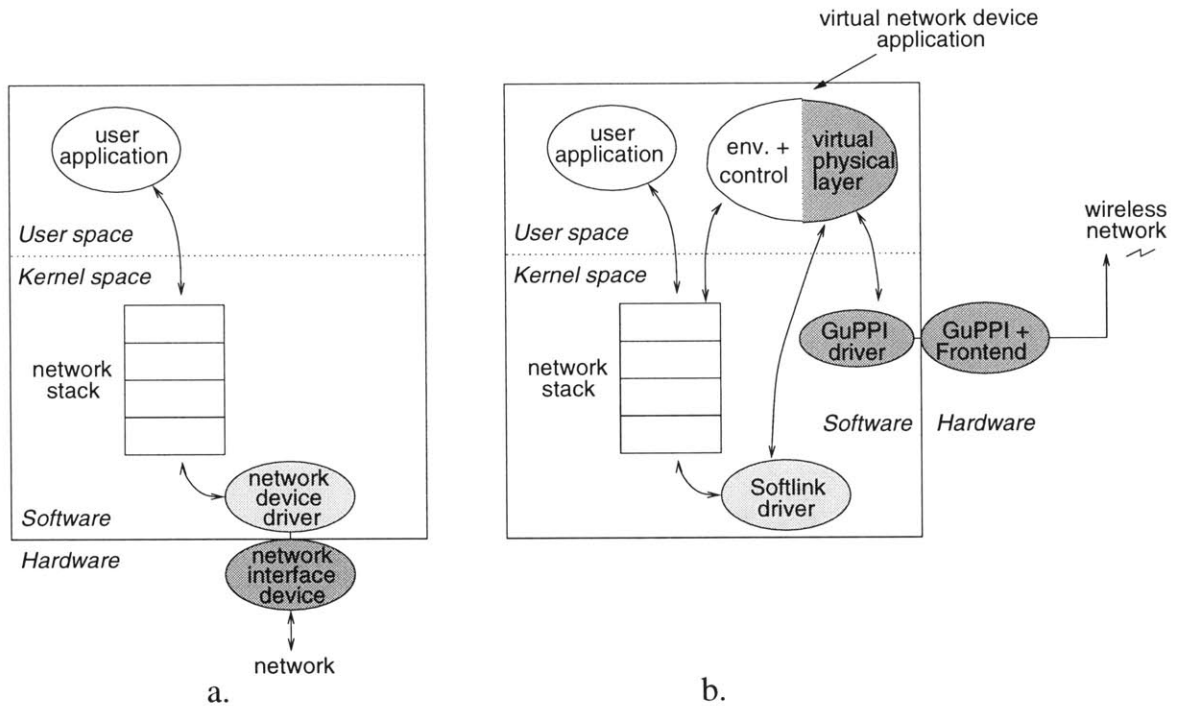 user
application
User space
Kernel space
network
stack
network
device
driver
Software
Hardware
network
interface
device
network
a.
virtual network device
application
user
application
env. +
control
virtual
physical
layer
User space
Kernel space
wireless
network
GuPPI
driver
GuPPI +
Frontend
network
stack
Software
Hardware
Softlink
driver
b.